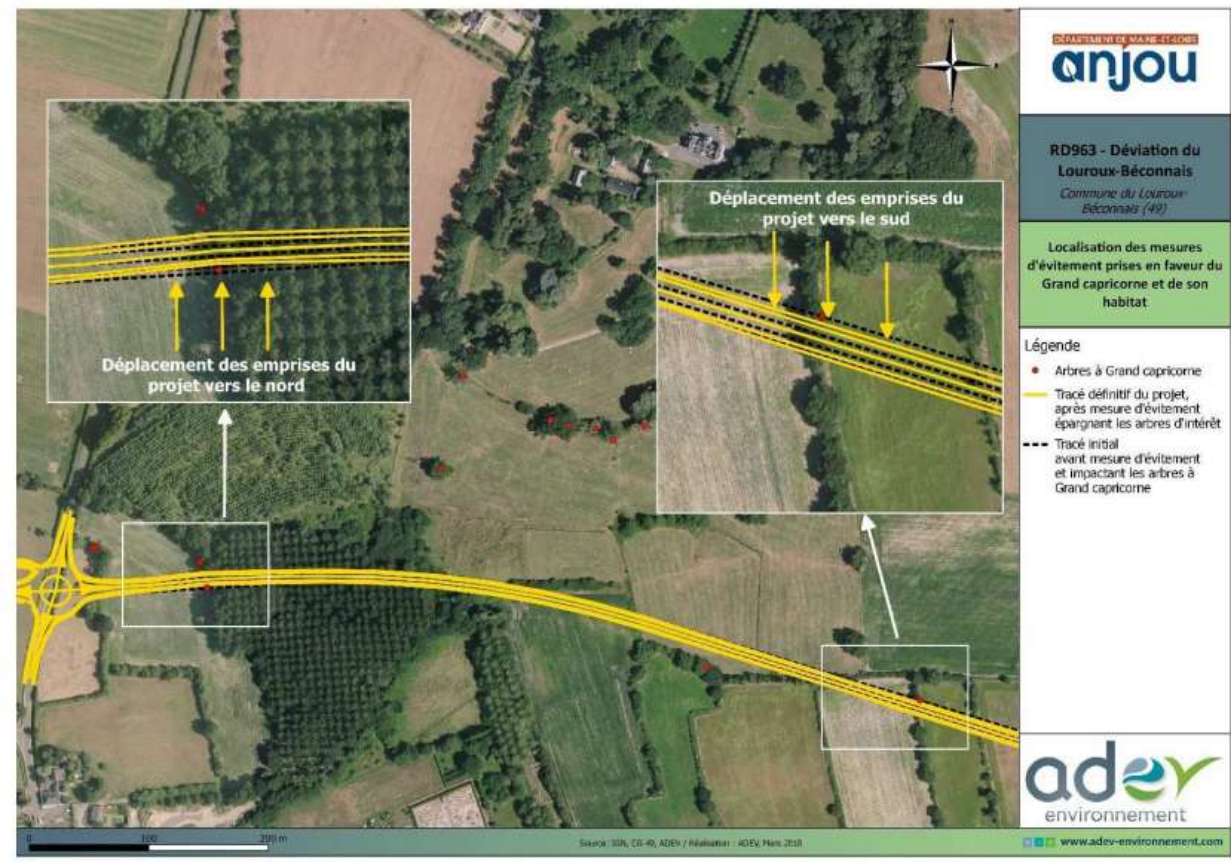 Déplacement des emprises du
projet vers le nord
Déplacement des emprises du
projet vers le sud
DÉPARTEMENT DE MAINE-ET-LOIRE
anjou
RD963 - Déviation du
Louroux-Béconnais
Commune du Louroux-
Béconnais (49)
Localisation des mesures
d'évitement prises en faveur du
Grand capricorne et de son
habitat
Légende
Arbres à Grand capricorne
Tracé définitif du projet,
après mesure d'évitement
épargnant les arbres d'intérêt
Tracé initial
avant mesure d'évitement
et impactant les arbres à
Grand capricorne
adev
environnement
0 100 200 m
Source: IGN, CG-49, ADEV / Réalisation : ADEV, Mars 2018
www.adev-environnement.com